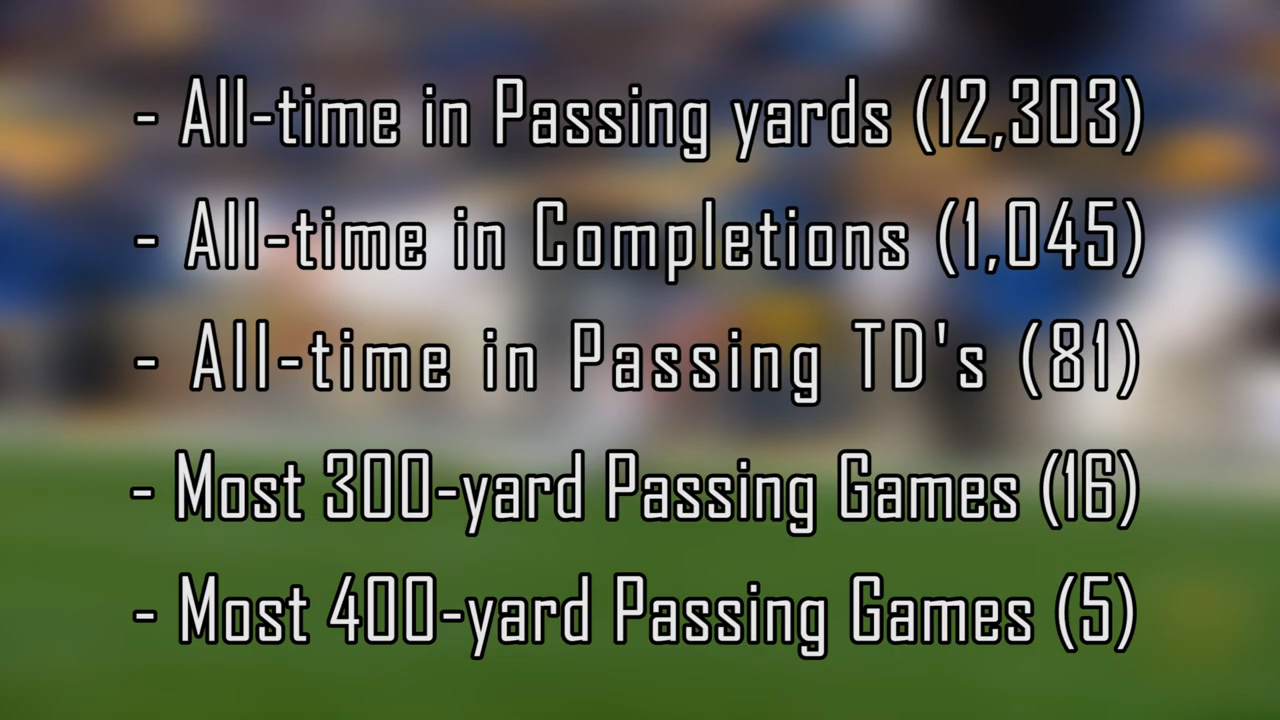 - All-time in Passing yards (12,303)
- All-time in Completions (1,045)
- All-time in Passing TD's (81)
- Most 300-yard Passing Games (16)
- Most 400-yard Passing Games (5)